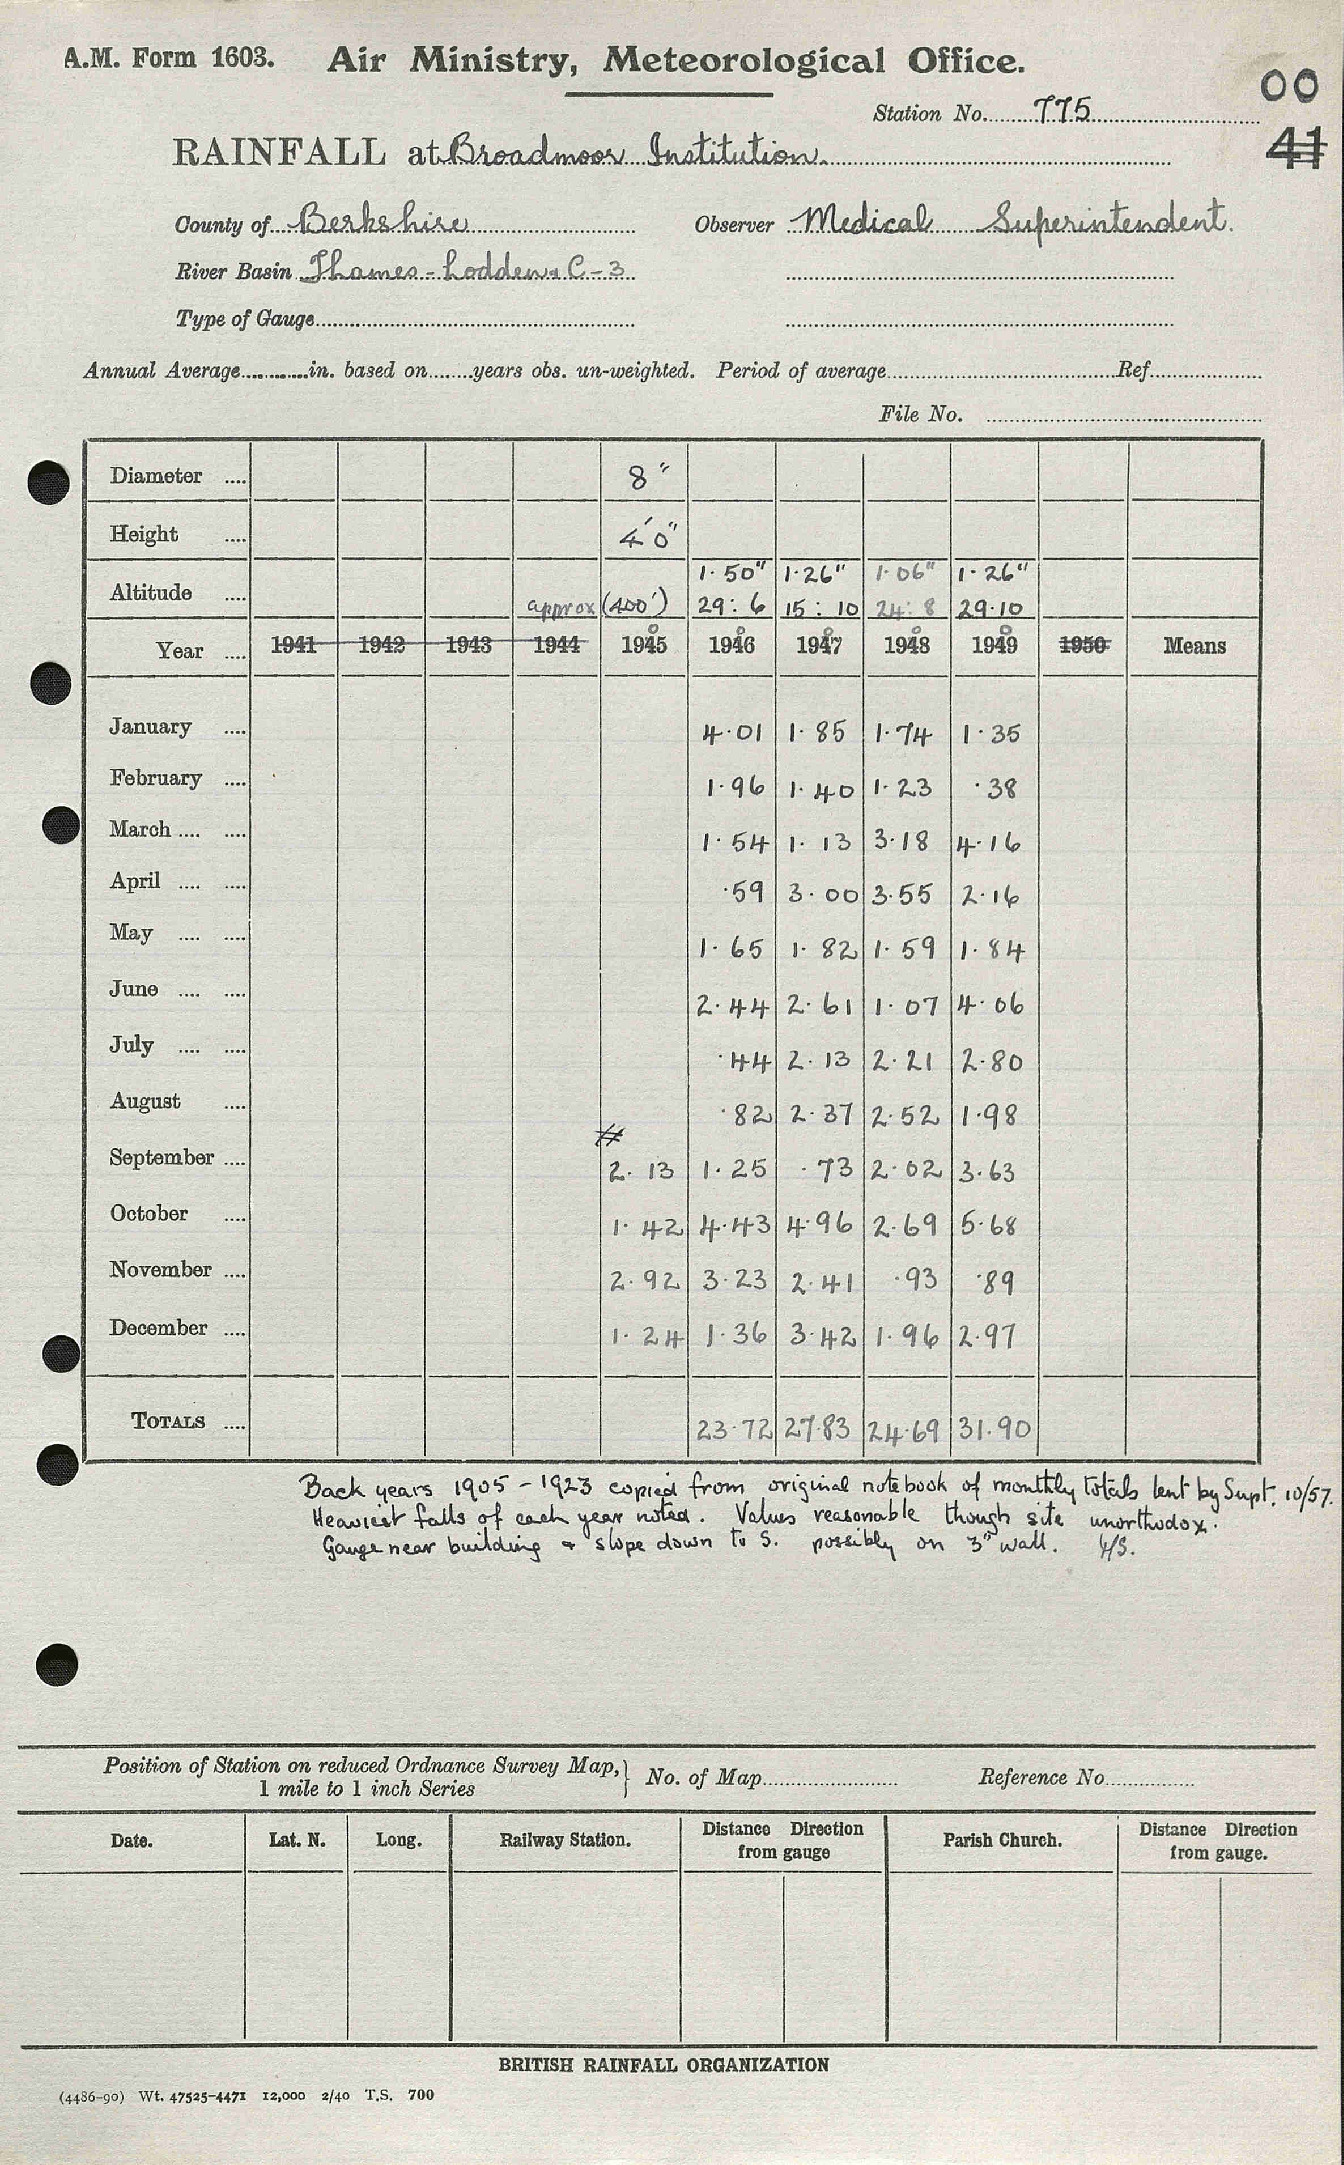 A.M. Form 1603. Air Ministry, Meteorological Office.
00
Station No. 775
41
RAINFALL at Broadmoor Institution.
County of Berkshire Observer Medical Superintendent.
River Basin Thames - Loddon & C - 3
Type of Gauge
Annual Average in. based on years obs. un-weighted. Period of average Ref.
File No.
Diameter .... 8"
Height .... 4' 0"
Altitude .... approx (400') 1.50" 1.26" 1.06" 1.26"
29:6 15:10 24:8 29.10
0 0 0 0 0
Year .... 1941 1942 1943 1944 1945 1946 1947 1948 1949 1950 Means
January .... 4.01 1.85 1.74 1.35
February .... 1.96 1.40 1.23 .38
March .... .... 1.54 1.13 3.18 4.16
April .... .... .59 3.00 3.55 2.16
May .... .... 1.65 1.82 1.59 1.84
June .... .... 2.44 2.61 1.07 4.06
July .... .... .44 2.13 2.21 2.80
August .... .82 2.37 2.52 1.98
September .... 2.13 1.25 .73 2.02 3.63
October .... 1.42 4.43 4.96 2.69 5.68
November .... 2.92 3.23 2.41 .93 .89
December .... 1.24 1.36 3.42 1.96 2.97
TOTALS .... 23.72 27.83 24.69 31.90
Back years 1905 - 1923 copied from original notebook of monthly totals lent by Supt. 10/57.
Heaviest falls of each year noted. Values reasonable though site unorthodox.
Gauge near building & slope down to S. possibly on 3" wall.
Position of Station on reduced Ordnance Survey Map, 1 mile to 1 inch Series } No. of Map Reference No.
Date. Lat. N. Long. Railway Station. Distance Direction from gauge Parish Church. Distance Direction from gauge.
BRITISH RAINFALL ORGANIZATION
(4486-90) Wt. 47525-4471 12,000 2/40 T.S. 700